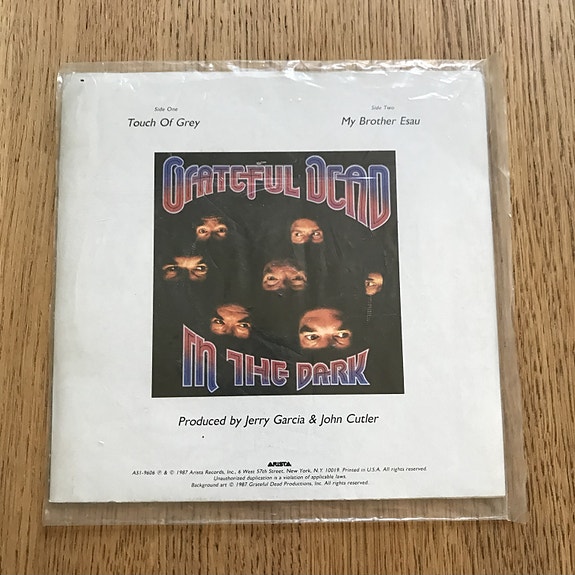 Side One
Side Two
Touch Of Grey
My Brother Esau
GRATEFUL DEAD
IN THE DARK
Produced by Jerry Garcia & John Cutler
ARISTA
AS1-9606 ℗ & © 1987 Arista Records, Inc., 6 West 57th Street, New York, N.Y. 10019. Printed in U.S.A. All rights reserved.
Unauthorized duplication is a violation of applicable laws.
Background art © 1987 Grateful Dead Productions, Inc. All rights reserved.